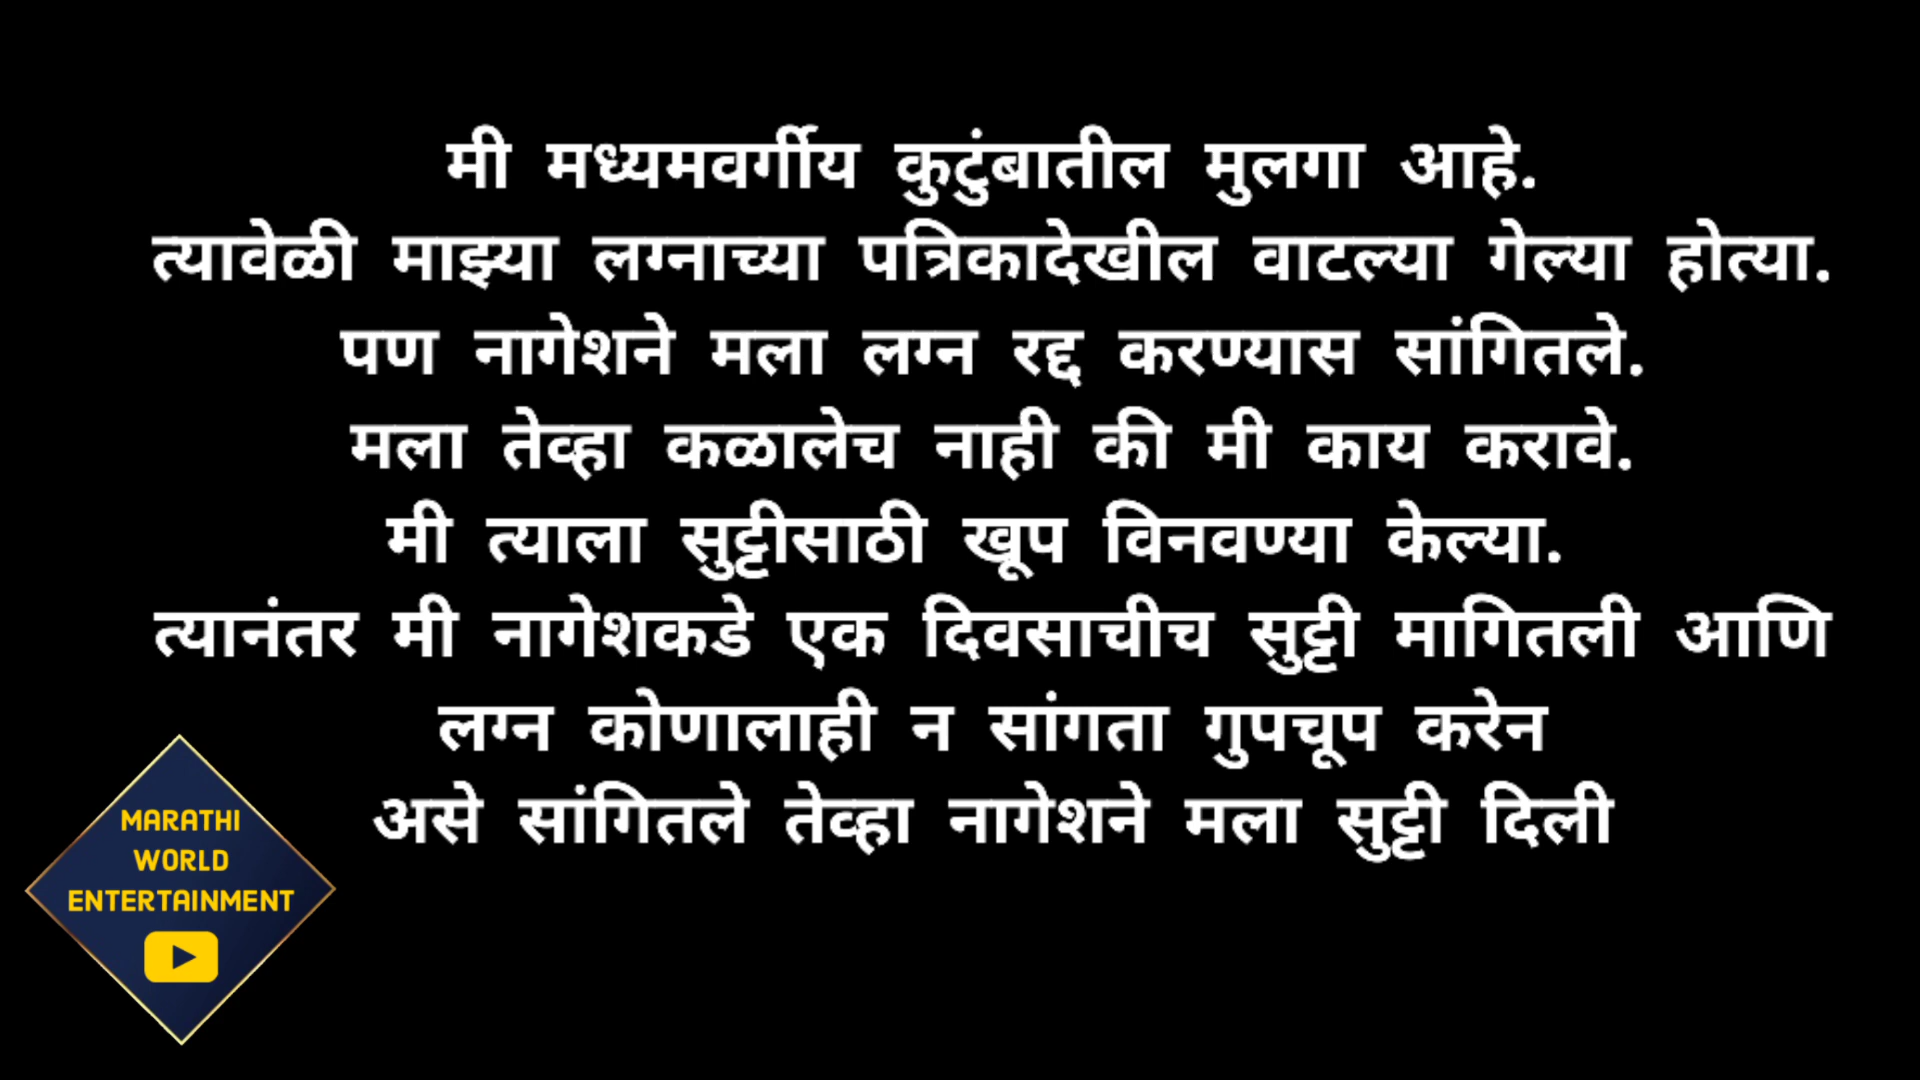 मी मध्यमवर्गीय कुटुंबातील मुलगा आहे.
त्यावेळी माझ्या लग्नाच्या पत्रिकादेखील वाटल्या गेल्या होत्या.
पण नागेशने मला लग्न रद्द करण्यास सांगितले.
मला तेव्हा कळालेच नाही की मी काय करावे.
मी त्याला सुट्टीसाठी खूप विनवण्या केल्या.
त्यानंतर मी नागेशकडे एक दिवसाचीच सुट्टी मागितली आणि
लग्न कोणालाही न सांगता गुपचूप करेन
असे सांगितले तेव्हा नागेशने मला सुट्टी दिली
MARATHI
WORLD
ENTERTAINMENT